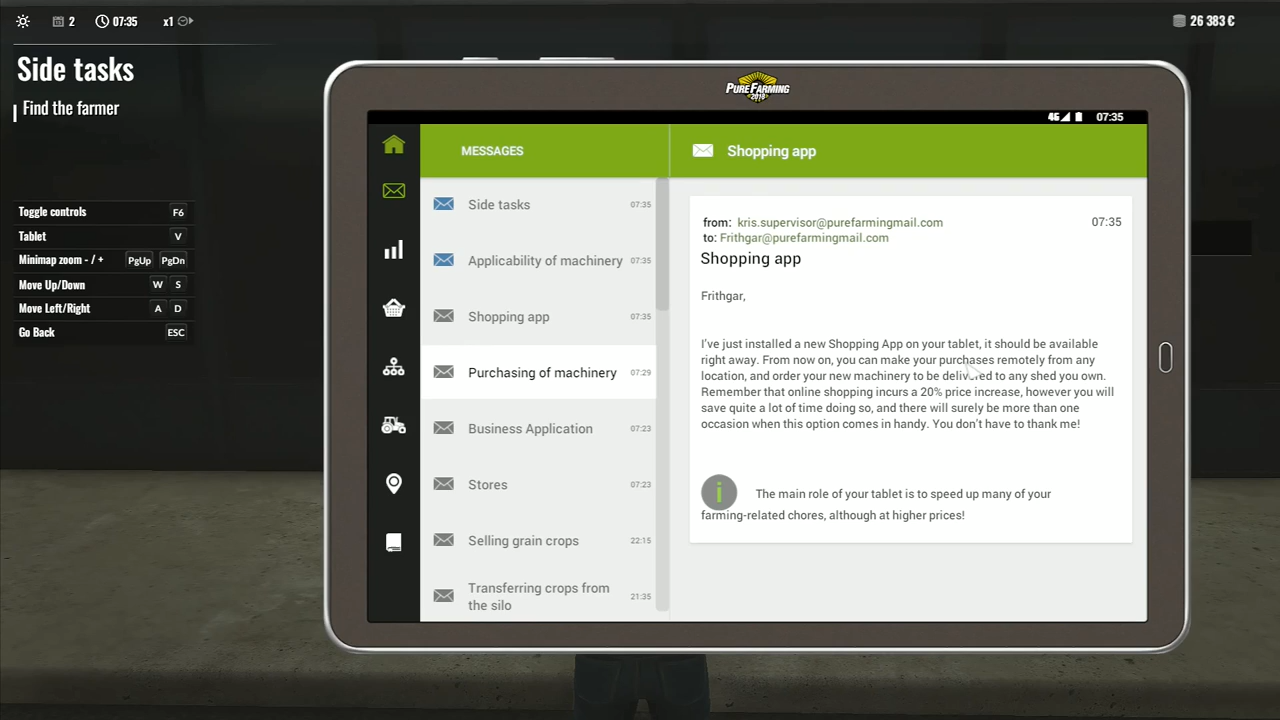 2
07:35
x1
26 383 €
Side tasks
Find the farmer
Toggle controls F6
Tablet V
Minimap zoom - / + PgUp PgDn
Move Up/Down W S
Move Left/Right A D
Go Back ESC
PURE FARMING
2018
4G 07:35
MESSAGES
Side tasks 07:35
Applicability of machinery 07:35
Shopping app 07:35
Purchasing of machinery 07:29
Business Application 07:23
Stores 07:23
Selling grain crops 22:15
Transferring crops from
the silo 21:35
Shopping app
from: kris.supervisor@purefarmingmail.com 07:35
to: Frithgar@purefarmingmail.com
Shopping app
Frithgar,
I've just installed a new Shopping App on your tablet, it should be available
right away. From now on, you can make your purchases remotely from any
location, and order your new machinery to be delivered to any shed you own.
Remember that online shopping incurs a 20% price increase, however you will
save quite a lot of time doing so, and there will surely be more than one
occasion when this option comes in handy. You don't have to thank me!
i The main role of your tablet is to speed up many of your
farming-related chores, although at higher prices!